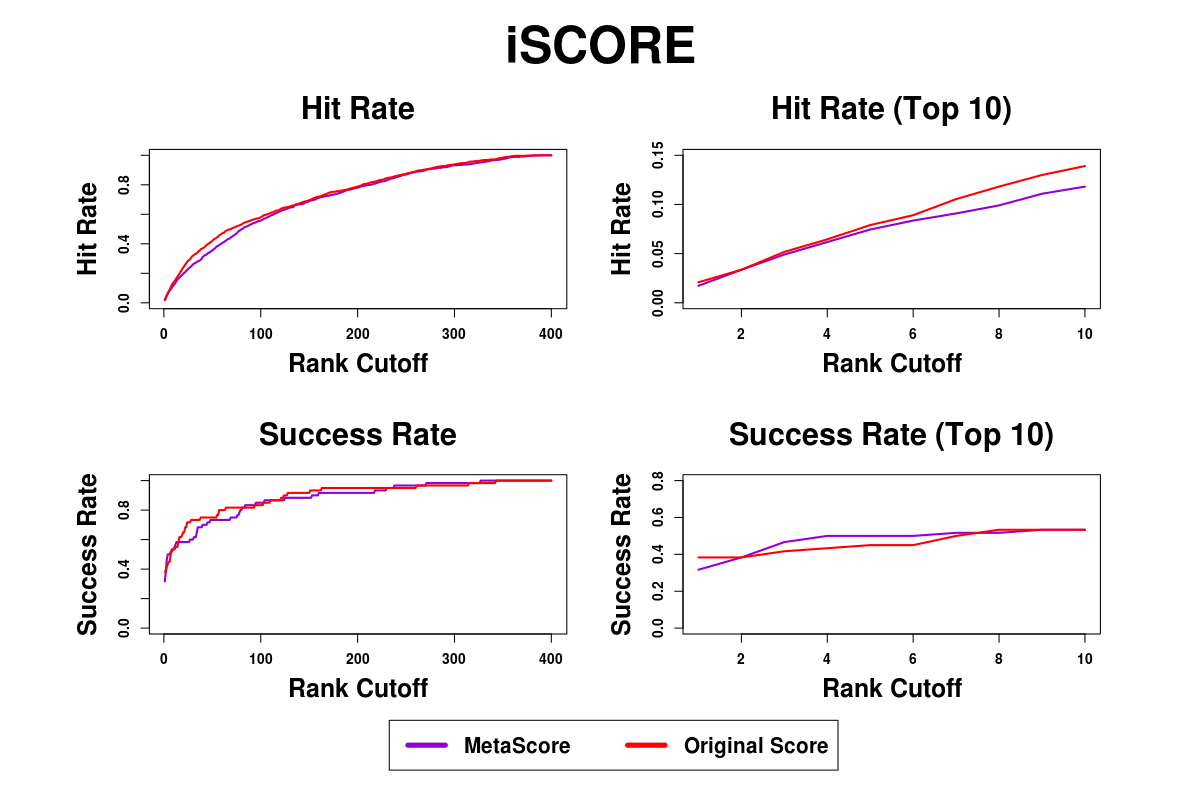 iSCORE
Hit Rate
Hit Rate
0.0 0.4 0.8
0 100 200 300 400
Rank Cutoff
Hit Rate (Top 10)
Hit Rate
0.00 0.05 0.10 0.15
2 4 6 8 10
Rank Cutoff
Success Rate
Success Rate
0.0 0.4 0.8
0 100 200 300 400
Rank Cutoff
Success Rate (Top 10)
Success Rate
0.0 0.2 0.4 0.6 0.8
2 4 6 8 10
Rank Cutoff
MetaScore Original Score